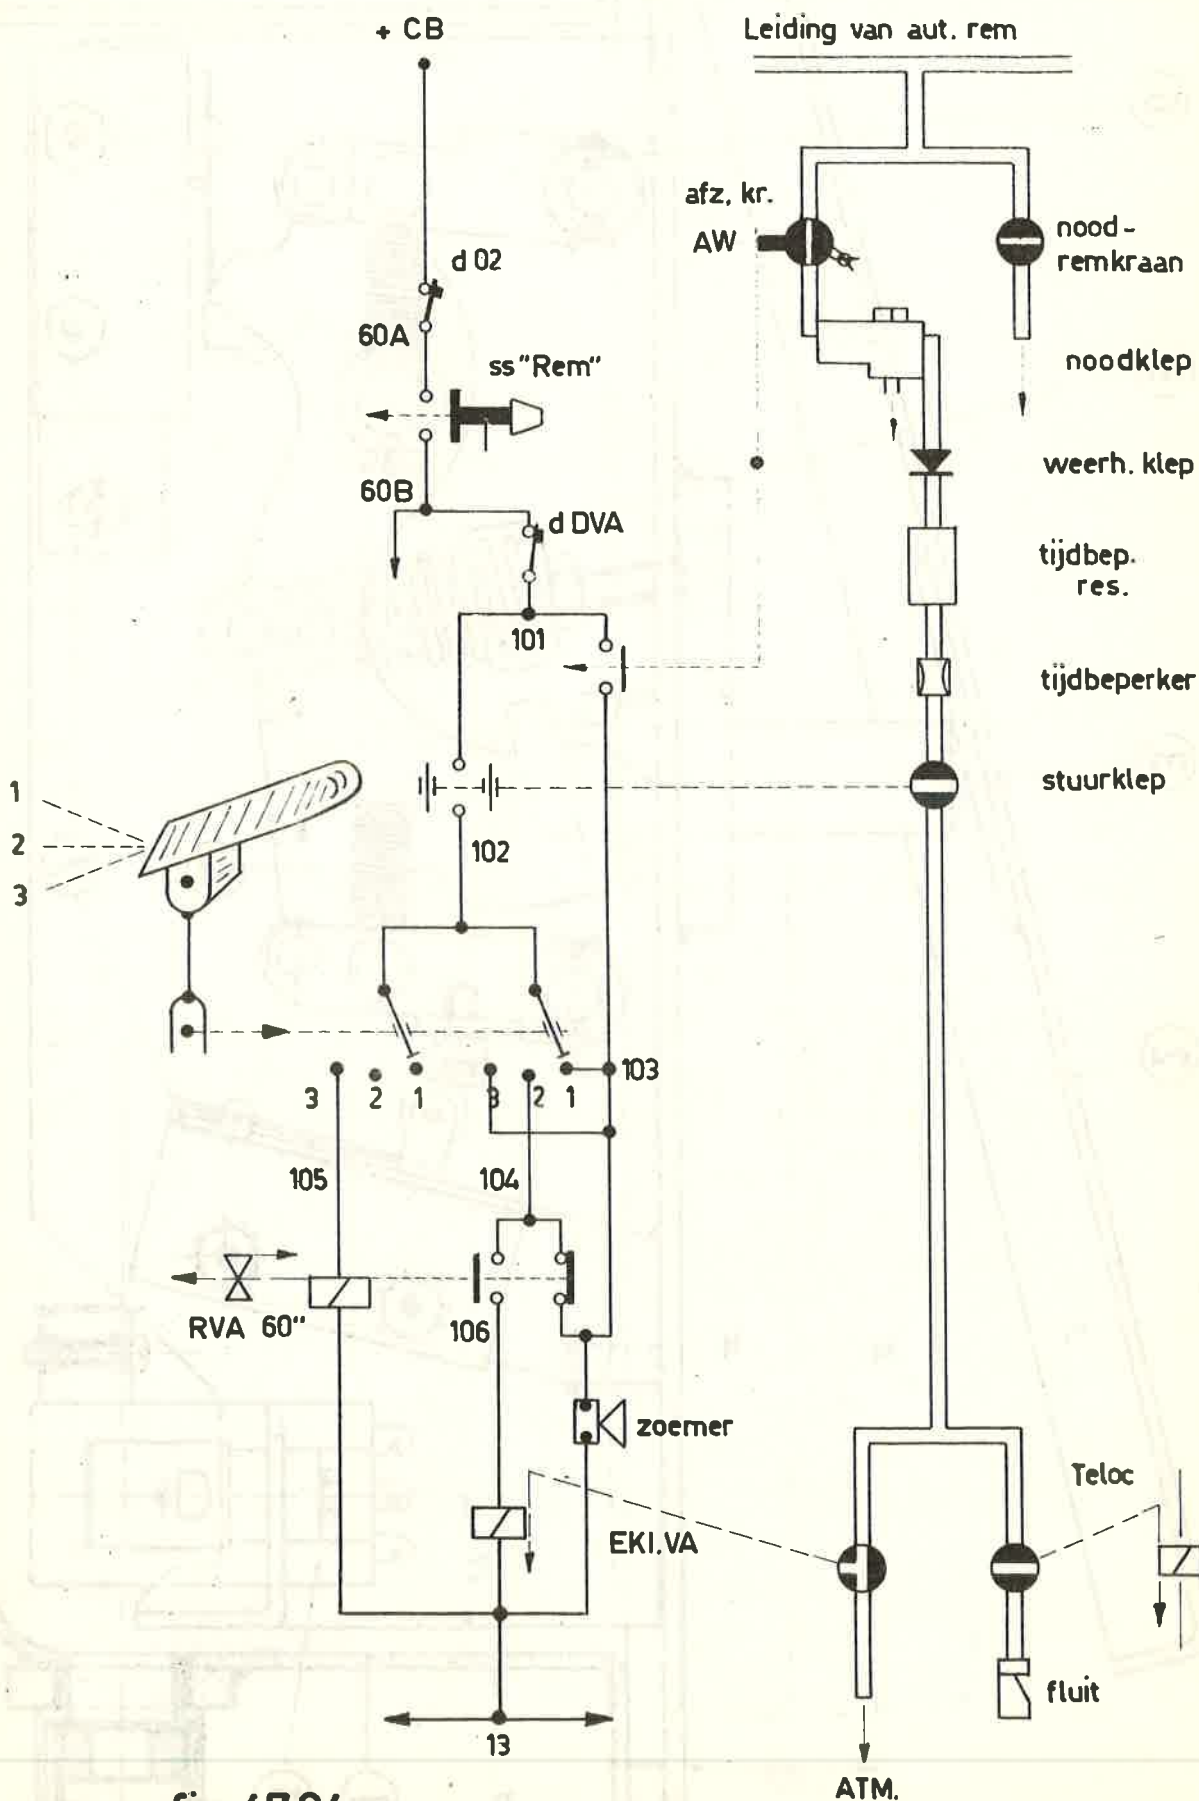 + CB
Leiding van aut. rem
afz, kr.
AW
nood-
remkraan
d 02
60A
ss "Rem"
noodklep
60B
weerh. klep
d DVA
tijdbep.
res.
101
tijdbeperker
stuurklep
1
2
3
102
103
3
2
1
3
2
1
105
104
RVA 60"
106
zoemer
Teloc
EKI.VA
fluit
13
ATM.